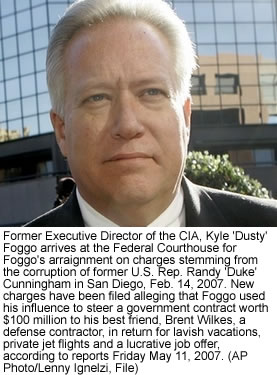 Former Executive Director of the CIA, Kyle 'Dusty'
Foggo arrives at the Federal Courthouse for
Foggo's arraignment on charges stemming from
the corruption of former U.S. Rep. Randy 'Duke'
Cunningham in San Diego, Feb. 14, 2007. New
charges have been filed alleging that Foggo used
his influence to steer a government contract worth
$100 million to his best friend, Brent Wilkes, a
defense contractor, in return for lavish vacations,
private jet flights and a lucrative job offer,
according to reports Friday May 11, 2007. (AP
Photo/Lenny Ignelzi, File)